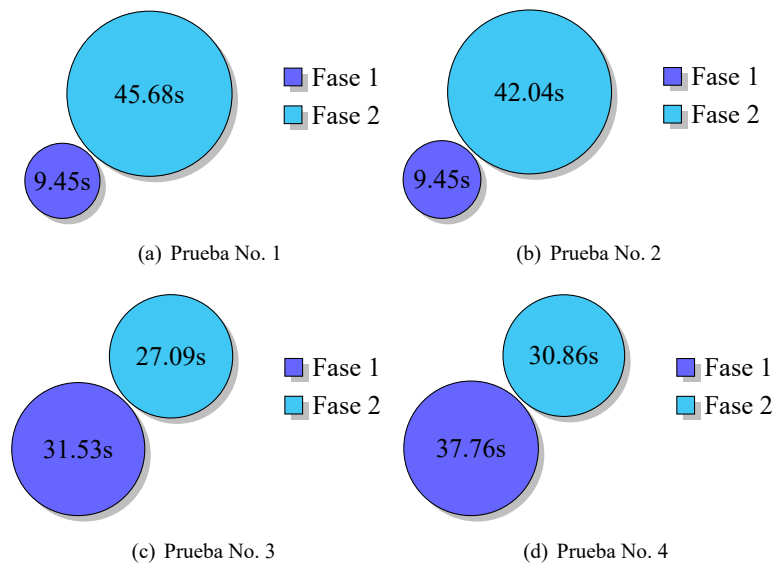 45.68s
9.45s
Fase 1
Fase 2
(a) Prueba No. 1
42.04s
9.45s
Fase 1
Fase 2
(b) Prueba No. 2
27.09s
31.53s
Fase 1
Fase 2
(c) Prueba No. 3
30.86s
37.76s
Fase 1
Fase 2
(d) Prueba No. 4